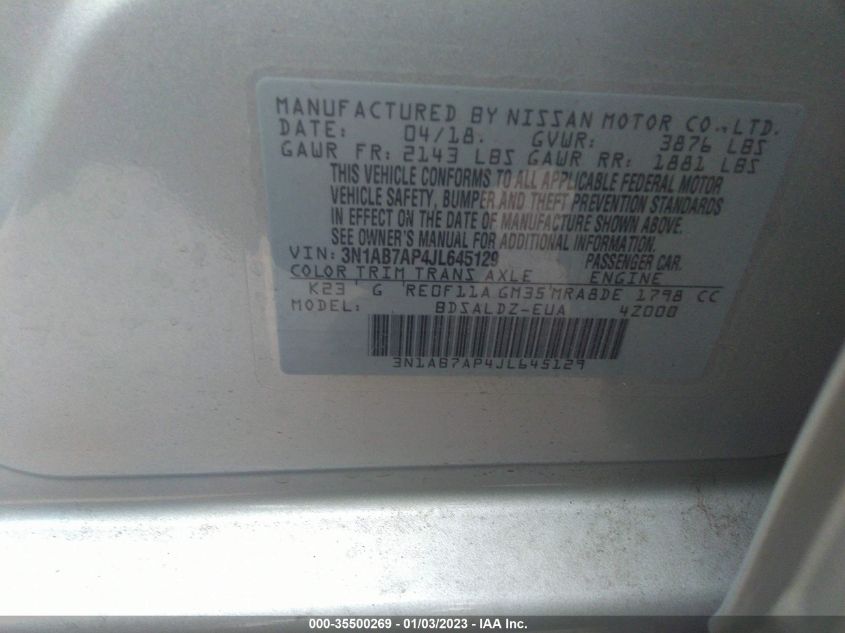 MANUFACTURED BY NISSAN MOTOR CO.,LTD.
DATE: 04/18. GVWR: 3876 LBS
GAWR FR: 2143 LBS GAWR RR: 1881 LBS
THIS VEHICLE CONFORMS TO ALL APPLICABLE FEDERAL MOTOR
VEHICLE SAFETY, BUMPER AND THEFT PREVENTION STANDARDS
IN EFFECT ON THE DATE OF MANUFACTURE SHOWN ABOVE.
SEE OWNER'S MANUAL FOR ADDITIONAL INFORMATION.
VIN: 3N1AB7AP4JL645129 PASSENGER CAR.
COLOR TRIM TRANS AXLE ENGINE
K23 G RE0F11A GM35 MRA8DE 1798 CC
MODEL: BDSALDZ-EUA 4Z000
3N1AB7AP4JL645129
000-35500269 - 01/03/2023 - IAA Inc.